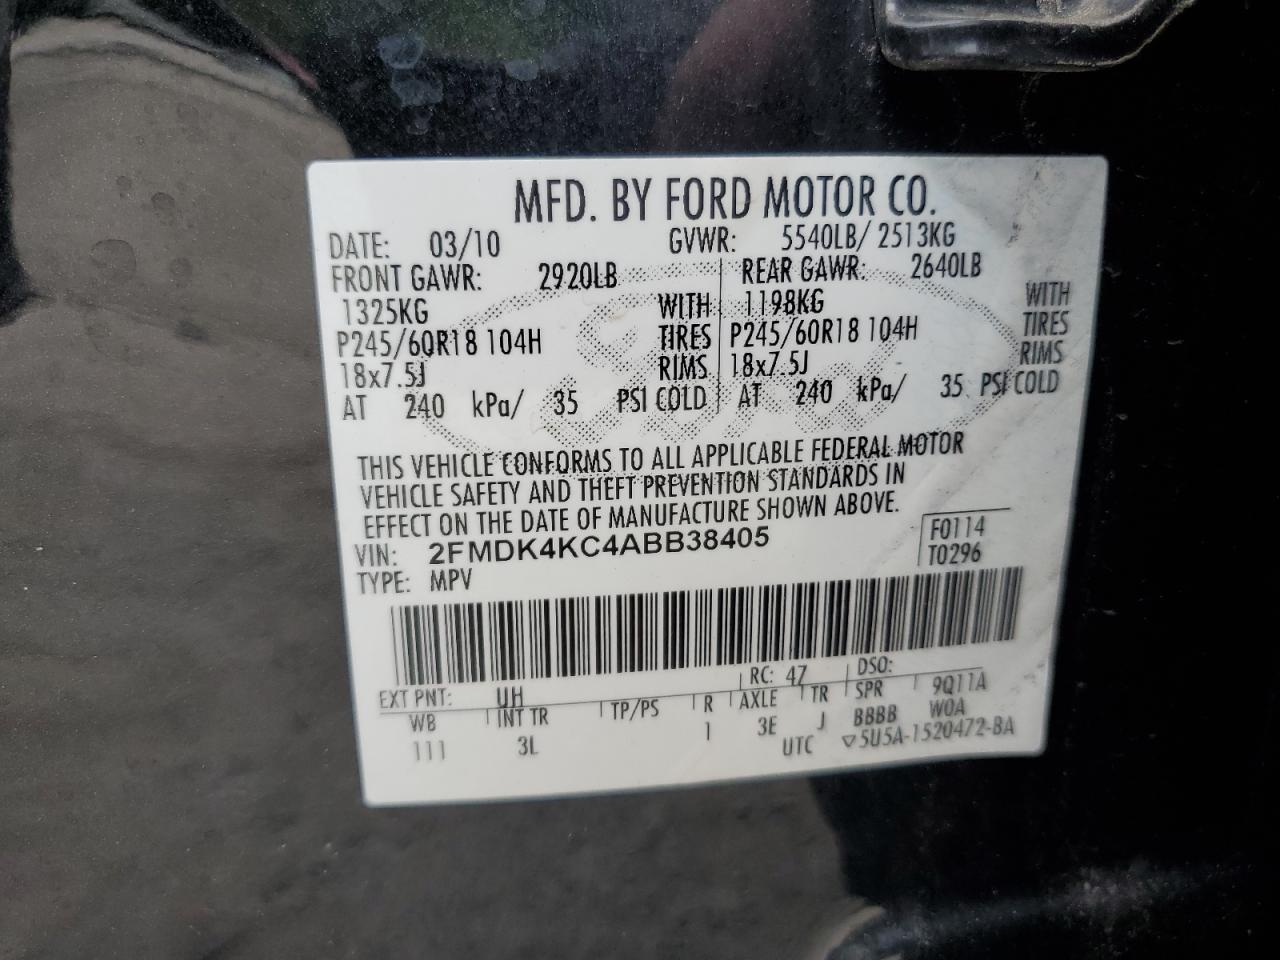 MFD. BY FORD MOTOR CO.
DATE: 03/10 GVWR: 5540LB/ 2513KG
FRONT GAWR: 2920LB REAR GAWR: 2640LB
1325KG WITH 1198KG WITH
P245/60R18 104H TIRES P245/60R18 104H TIRES
18x7.5J RIMS 18x7.5J RIMS
AT 240 kPa/ 35 PSI COLD AT 240 kPa/ 35 PSI COLD
THIS VEHICLE CONFORMS TO ALL APPLICABLE FEDERAL MOTOR
VEHICLE SAFETY AND THEFT PREVENTION STANDARDS IN
EFFECT ON THE DATE OF MANUFACTURE SHOWN ABOVE.
VIN: 2FMDK4KC4ABB38405 F0114
TYPE: MPV T0296
EXT PNT: UH RC: 47 DSO:
WB INT TR TP/PS R AXLE TR SPR 9Q11A
111 3L 1 3E J BBBB W0A
UTC ▽5U5A-1520472-BA